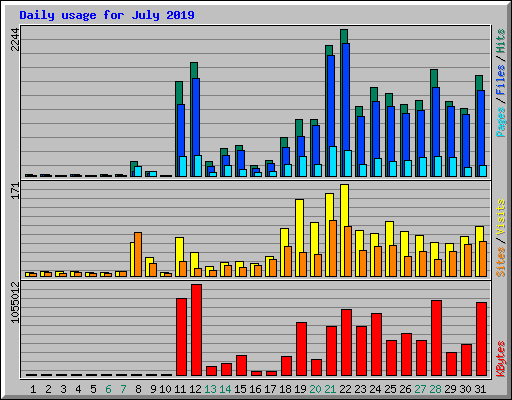 Daily usage for July 2019
2244
Pages / Files / Hits
171
Sites / Visits
1055012
KBytes
1 2 3 4 5 6 7 8 9 10 11 12 13 14 15 16 17 18 19 20 21 22 23 24 25 26 27 28 29 30 31